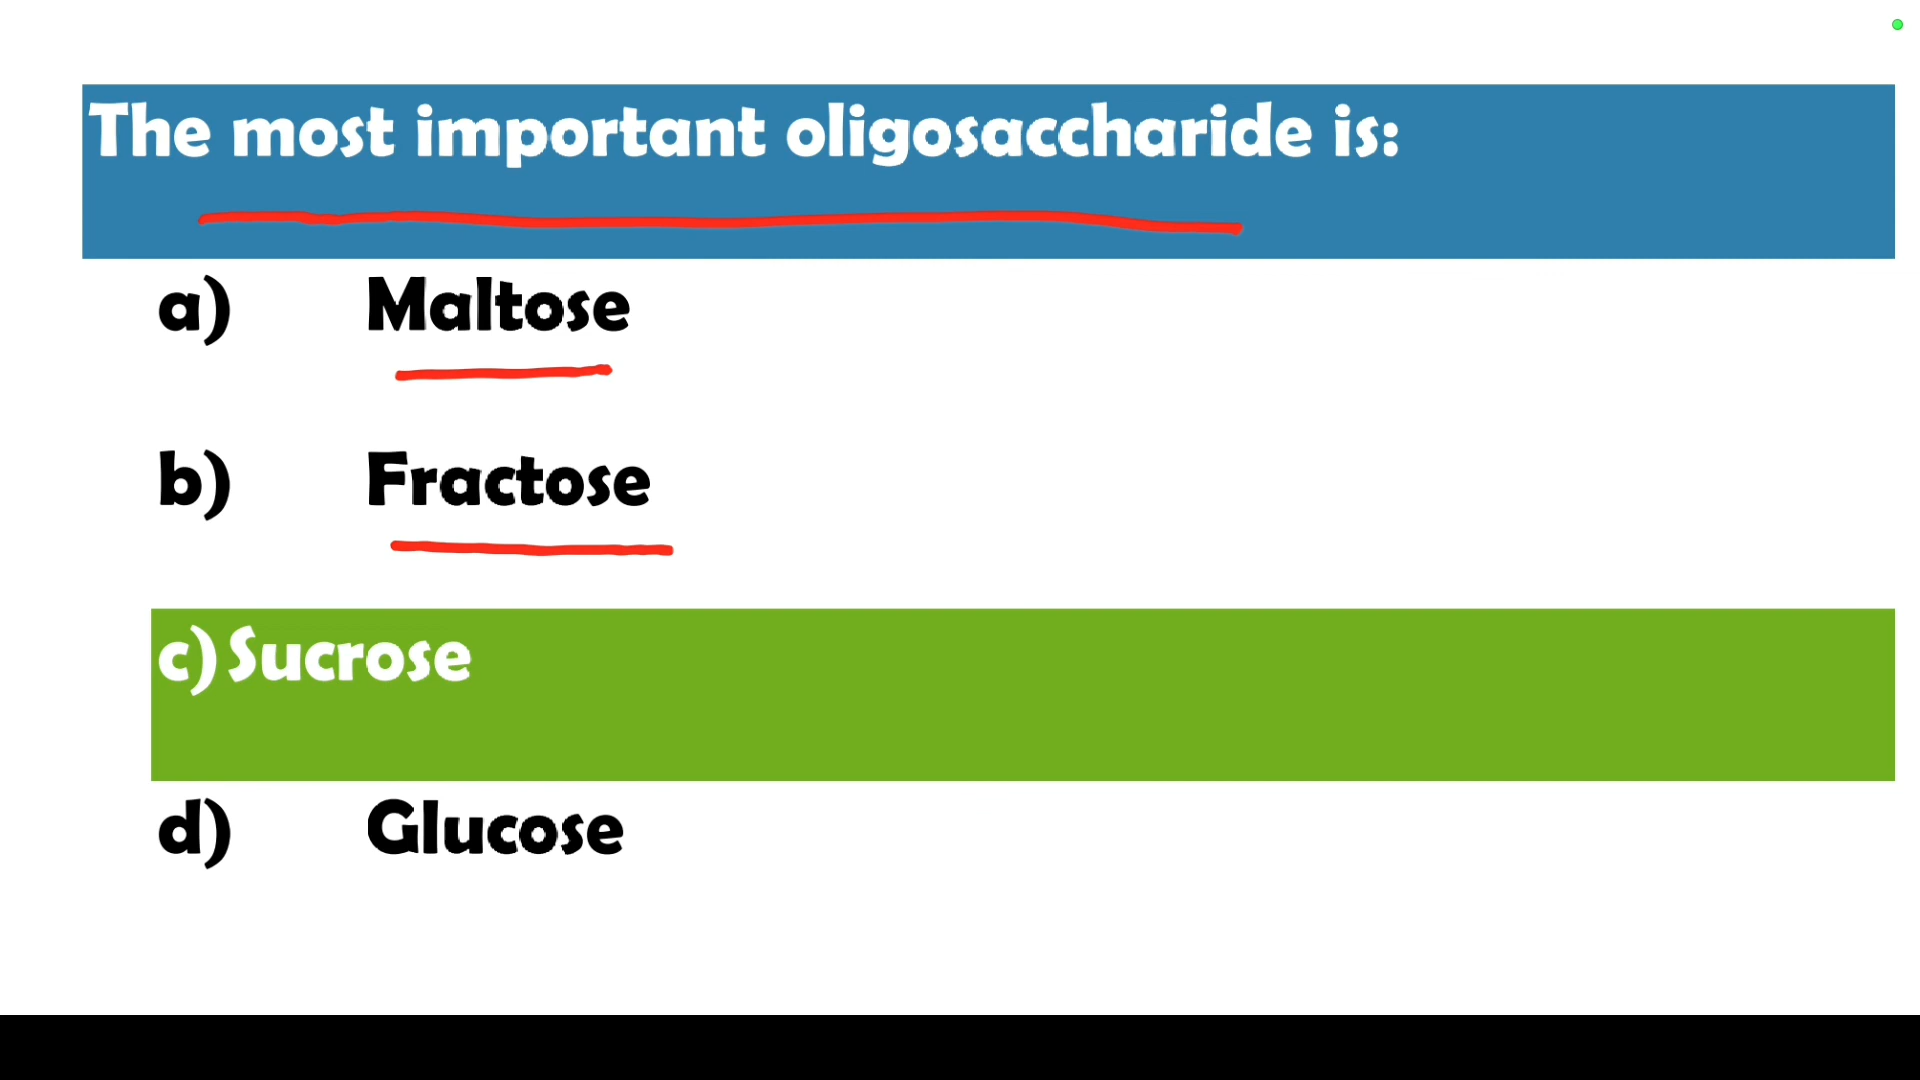 The most important oligosaccharide is:
a) Maltose
b) Fractose
c) Sucrose
d) Glucose